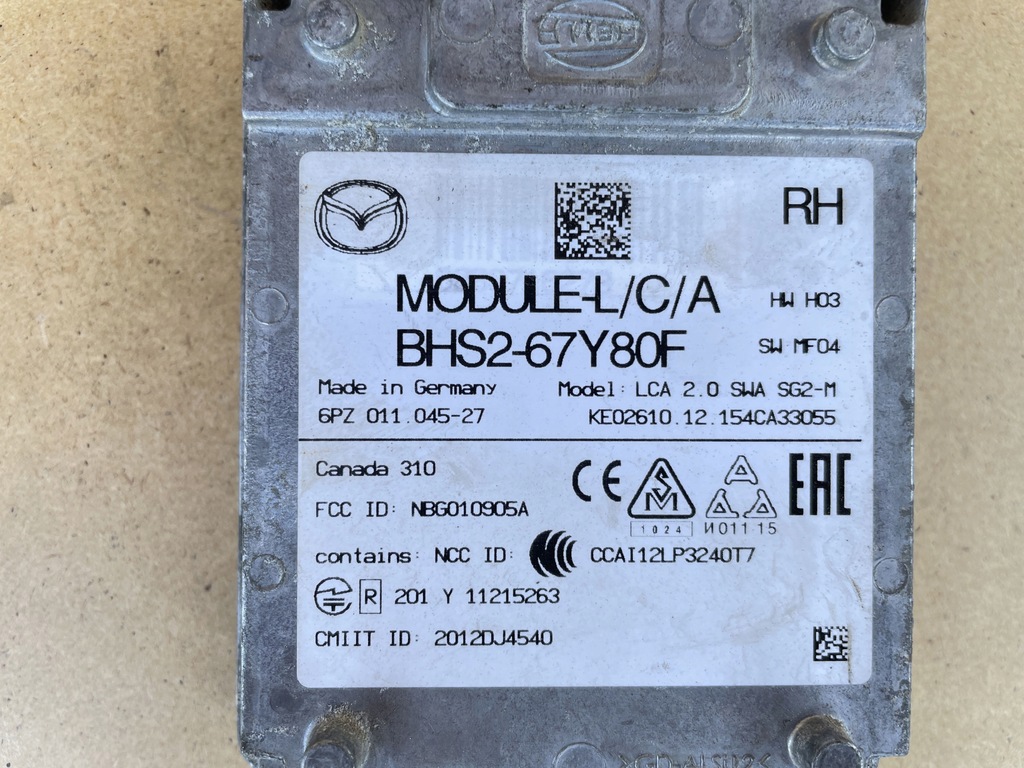 HELLA
RH
MODULE-L/C/A HW H03
BHS2-67Y80F SW MF04
Made in Germany Model: LCA 2.0 SWA SG2-M
6PZ 011.045-27 KE02610.12.154CA33055
Canada 310
CE EAC
FCC ID: NBG010905A 1024 И011 15
contains: NCC ID: CCAI12LP3240T7
R 201 Y 11215263
CMIIT ID: 2012DJ4540